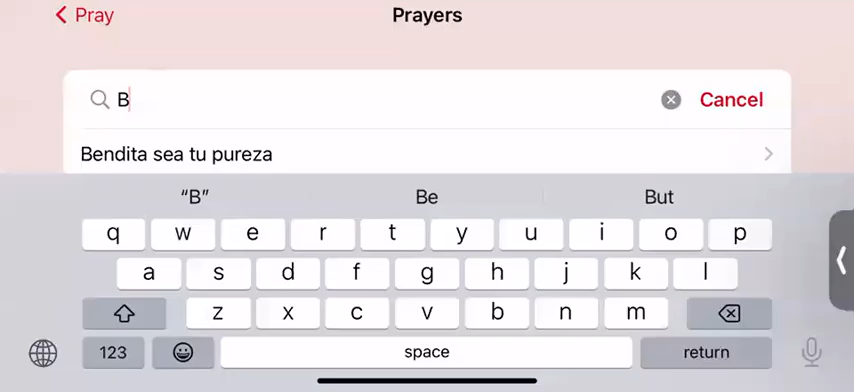 Pray
Prayers
B
Cancel
Bendita sea tu pureza
“B”
Be
But
q w e r t y u i o p
a s d f g h j k l
z x c v b n m
123
space
return